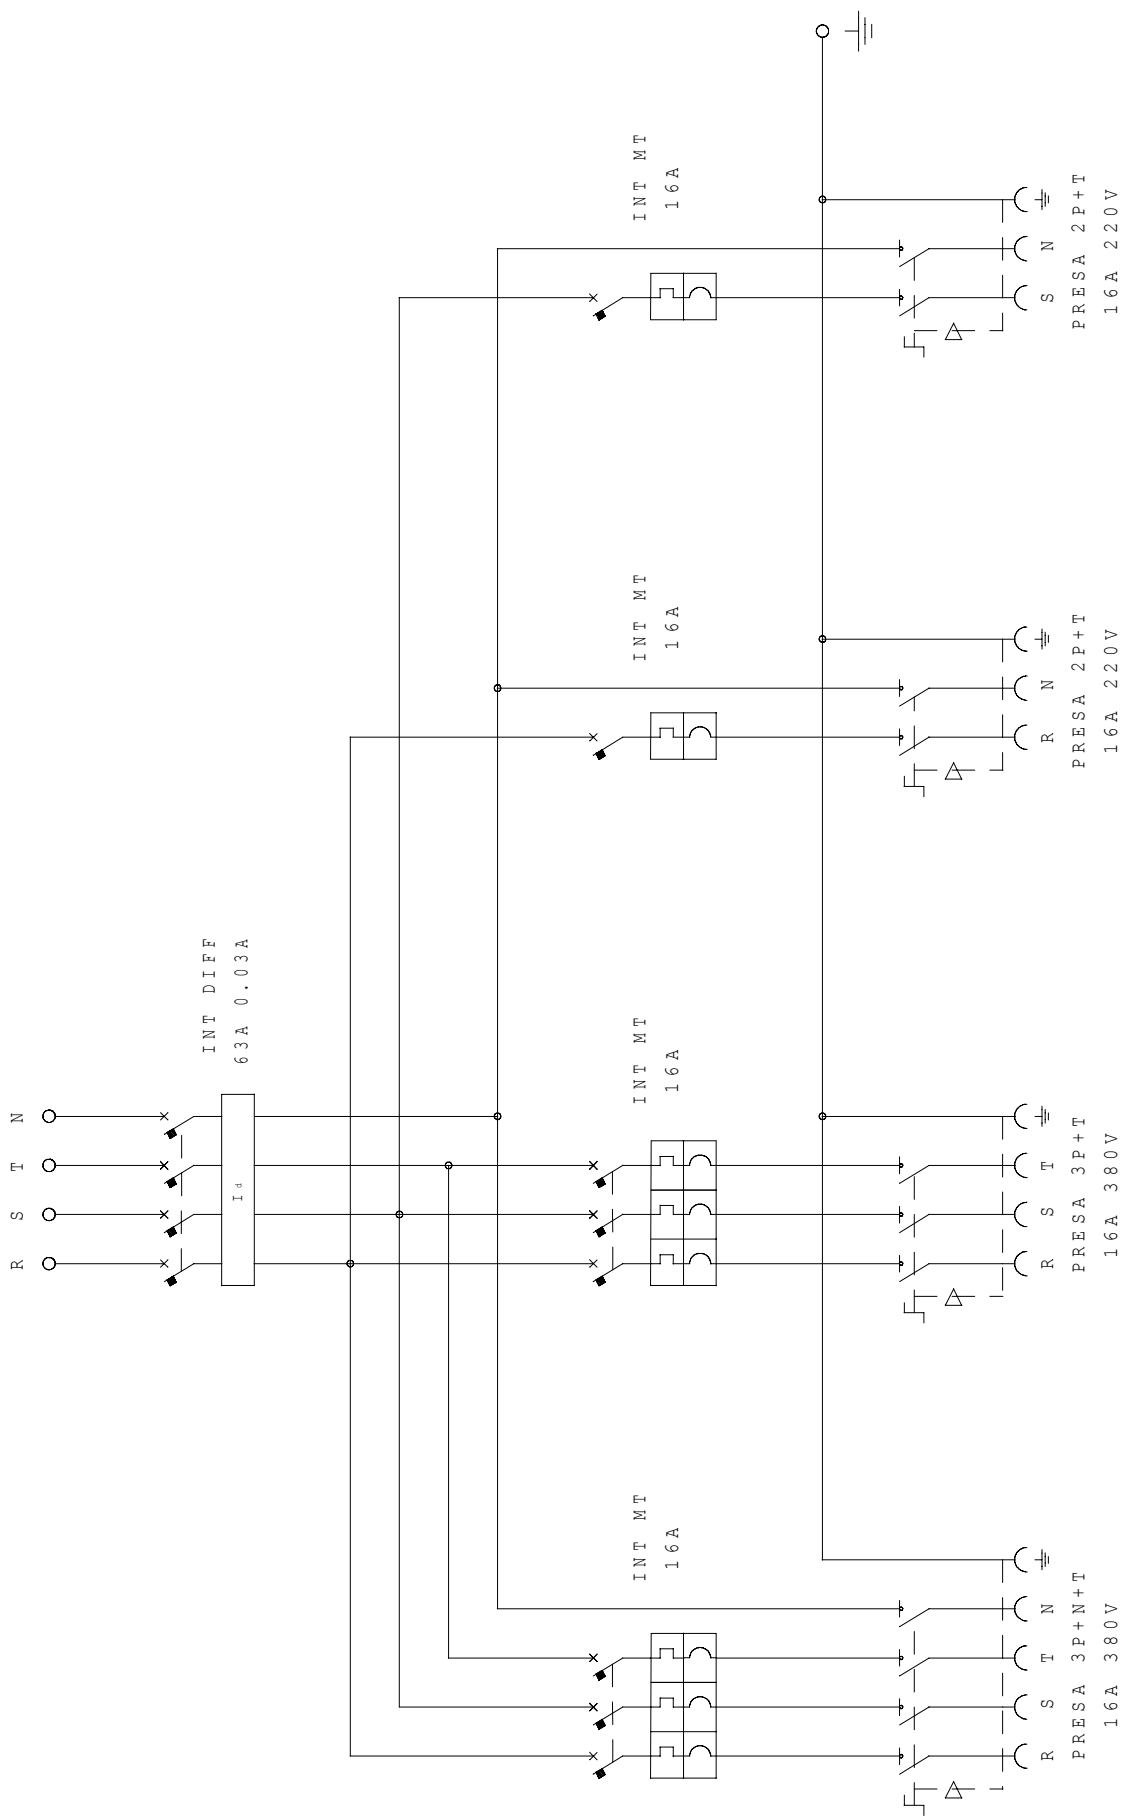 R
S
T
N
INT DIFF
63A 0.03A
Id
INT MT
16A
INT MT
16A
INT MT
16A
INT MT
16A
R
S
T
N
PRESA 3P+N+T
16A 380V
R
S
T
PRESA 3P+T
16A 380V
R
N
PRESA 2P+T
16A 220V
S
N
PRESA 2P+T
16A 220V